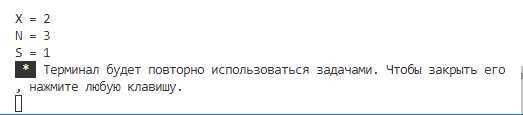 X = 2
N = 3
S = 1
* Терминал будет повторно использоваться задачами. Чтобы закрыть его
, нажмите любую клавишу.